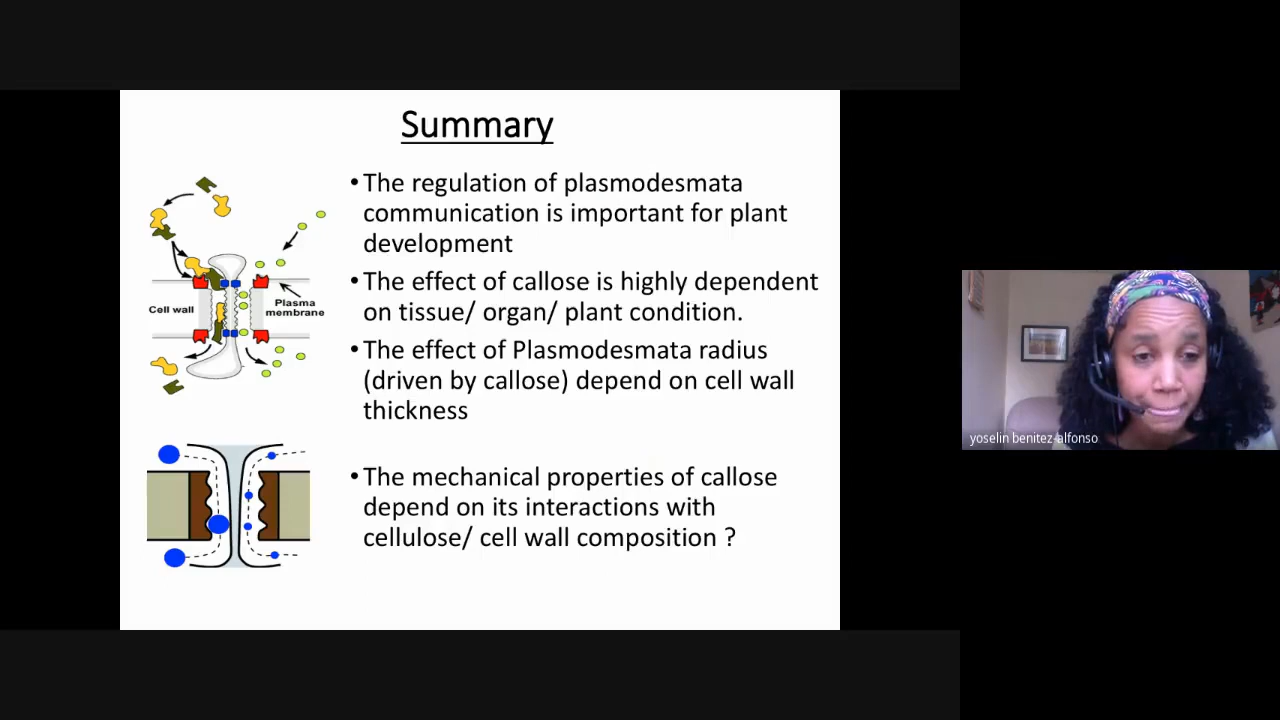 Summary
•The regulation of plasmodesmata
communication is important for plant
development
•The effect of callose is highly dependent
on tissue/ organ/ plant condition.
•The effect of Plasmodesmata radius
(driven by callose) depend on cell wall
thickness
•The mechanical properties of callose
depend on its interactions with
cellulose/ cell wall composition ?
Cell wall
Plasma
membrane
yoselin benitez-alfonso